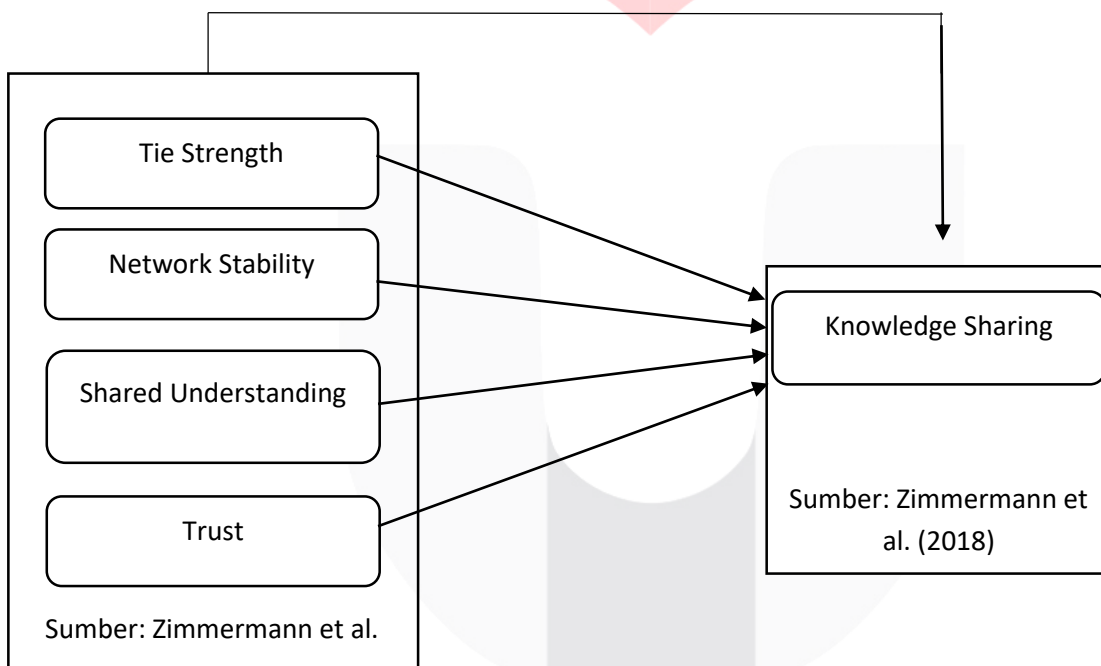 Tie Strength
Network Stability
Shared Understanding
Trust
Sumber: Zimmermann et al.
Knowledge Sharing
Sumber: Zimmermann et
al. (2018)